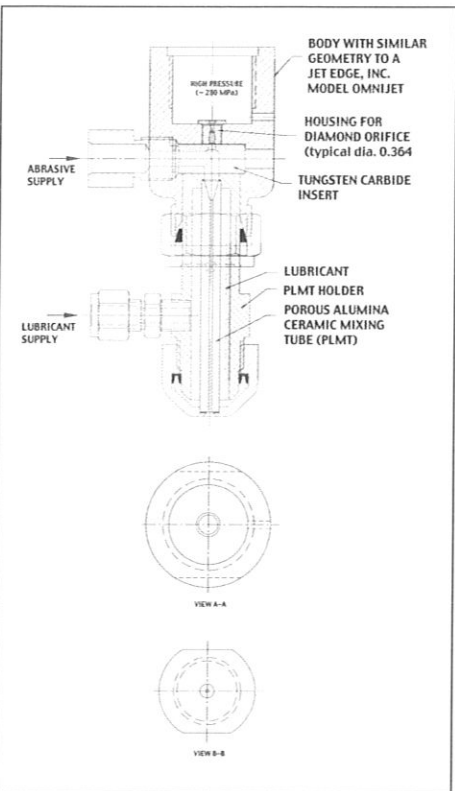 BODY WITH SIMILAR
GEOMETRY TO A
JET EDGE, INC.
MODEL OMNIJET
HIGH PRESSURE
(~ 280 MPa)
HOUSING FOR
DIAMOND ORIFICE
(typical dia. 0.364
ABRASIVE
SUPPLY
TUNGSTEN CARBIDE
INSERT
LUBRICANT
PLMT HOLDER
LUBRICANT
SUPPLY
POROUS ALUMINA
CERAMIC MIXING
TUBE (PLMT)
VIEW A-A
VIEW B-B